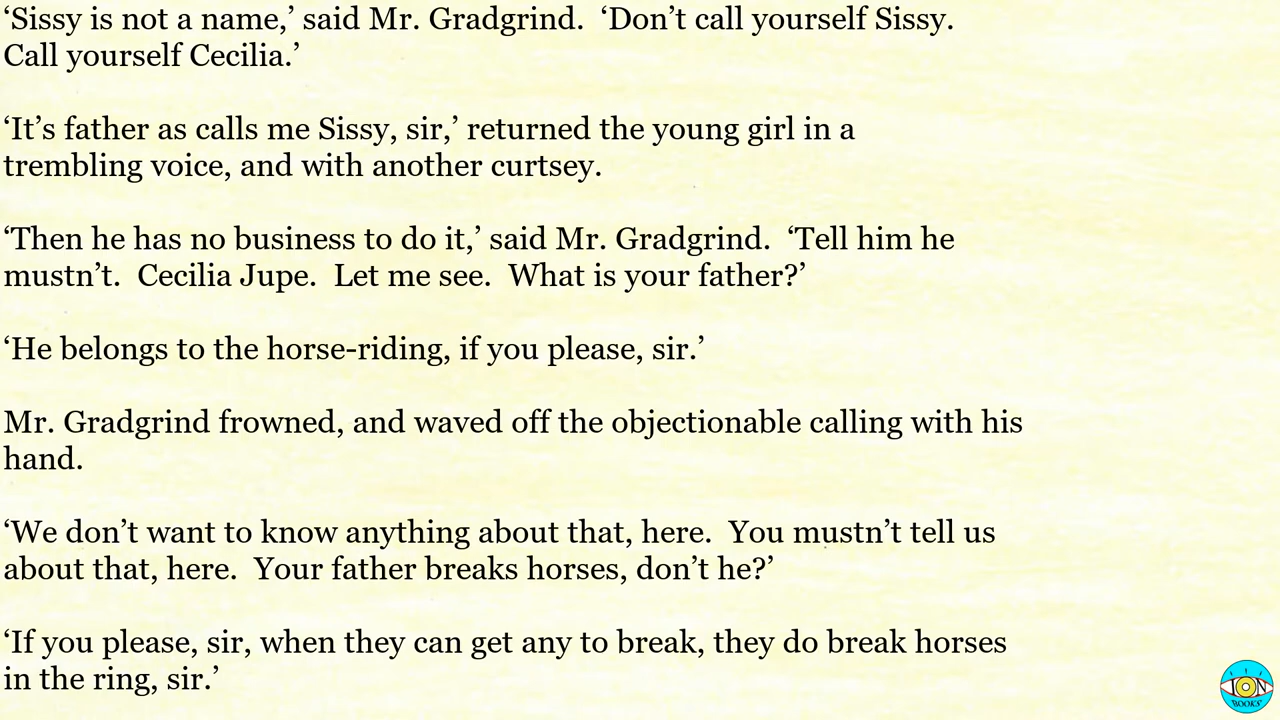 ‘Sissy is not a name,’ said Mr. Gradgrind.  ‘Don’t call yourself Sissy.
Call yourself Cecilia.’
‘It’s father as calls me Sissy, sir,’ returned the young girl in a
trembling voice, and with another curtsey.
‘Then he has no business to do it,’ said Mr. Gradgrind.  ‘Tell him he
mustn’t.  Cecilia Jupe.  Let me see.  What is your father?’
‘He belongs to the horse-riding, if you please, sir.’
Mr. Gradgrind frowned, and waved off the objectionable calling with his
hand.
‘We don’t want to know anything about that, here.  You mustn’t tell us
about that, here.  Your father breaks horses, don’t he?’
‘If you please, sir, when they can get any to break, they do break horses
in the ring, sir.’
ION
BOOKS